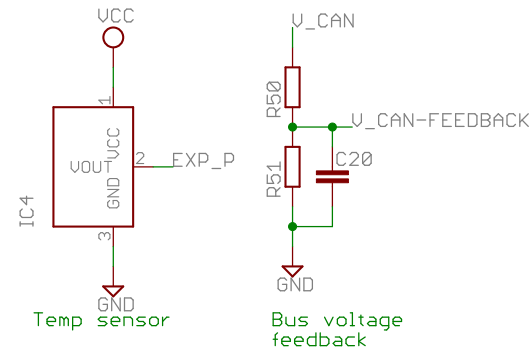 VCC
V_CAN
1
R50
VCC
VOUT
2
EXP_P
V_CAN-FEEDBACK
GND
C20
R51
IC4
3
GND
GND
Temp sensor
Bus voltage
feedback